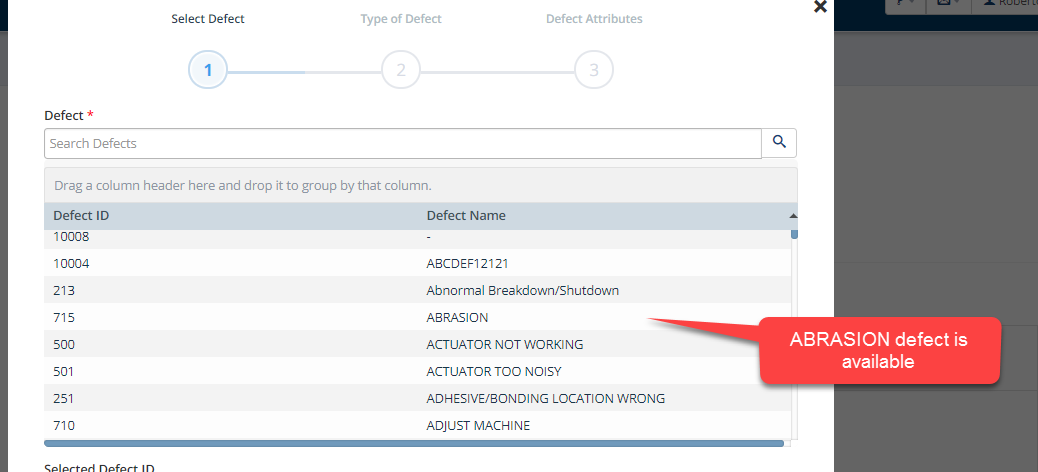 Select Defect
Type of Defect
Defect Attributes
1
2
3
Defect *
Search Defects
Drag a column header here and drop it to group by that column.
Defect ID
Defect Name
10008
-
10004
ABCDEF12121
213
Abnormal Breakdown/Shutdown
715
ABRASION
500
ACTUATOR NOT WORKING
501
ACTUATOR TOO NOISY
251
ADHESIVE/BONDING LOCATION WRONG
710
ADJUST MACHINE
ABRASION defect is
available
Selected Defect ID